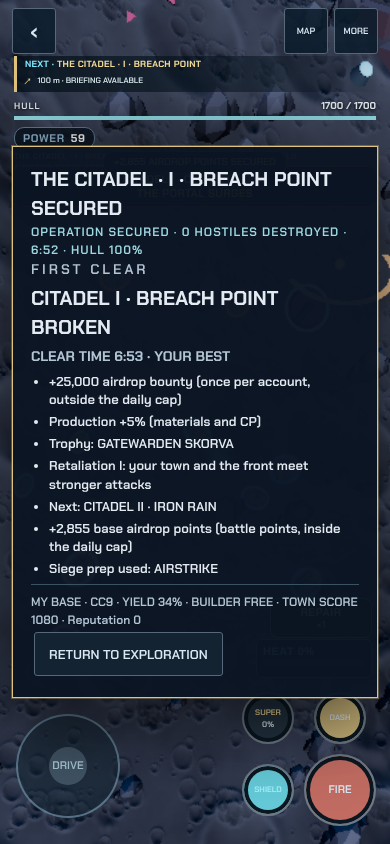 ‹
MAP
MORE
NEXT · THE CITADEL · I · BREACH POINT
100 m · BRIEFING AVAILABLE
HULL
1700 / 1700
POWER 59
THE CITADEL · I · BREACH POINT
SECURED
OPERATION SECURED · 0 HOSTILES DESTROYED ·
6:52 · HULL 100%
FIRST CLEAR
CITADEL I · BREACH POINT
BROKEN
CLEAR TIME 6:53 · YOUR BEST
• +25,000 airdrop bounty (once per account,
outside the daily cap)
• Production +5% (materials and CP)
• Trophy: GATEWARDEN SKORVA
• Retaliation I: your town and the front meet
stronger attacks
• Next: CITADEL II · IRON RAIN
• +2,855 base airdrop points (battle points, inside
the daily cap)
• Siege prep used: AIRSTRIKE
MY BASE · CC9 · YIELD 34% · BUILDER FREE · TOWN SCORE
1080 · Reputation 0
RETURN TO EXPLORATION
SUPER
0%
DASH
DRIVE
SHIELD
FIRE